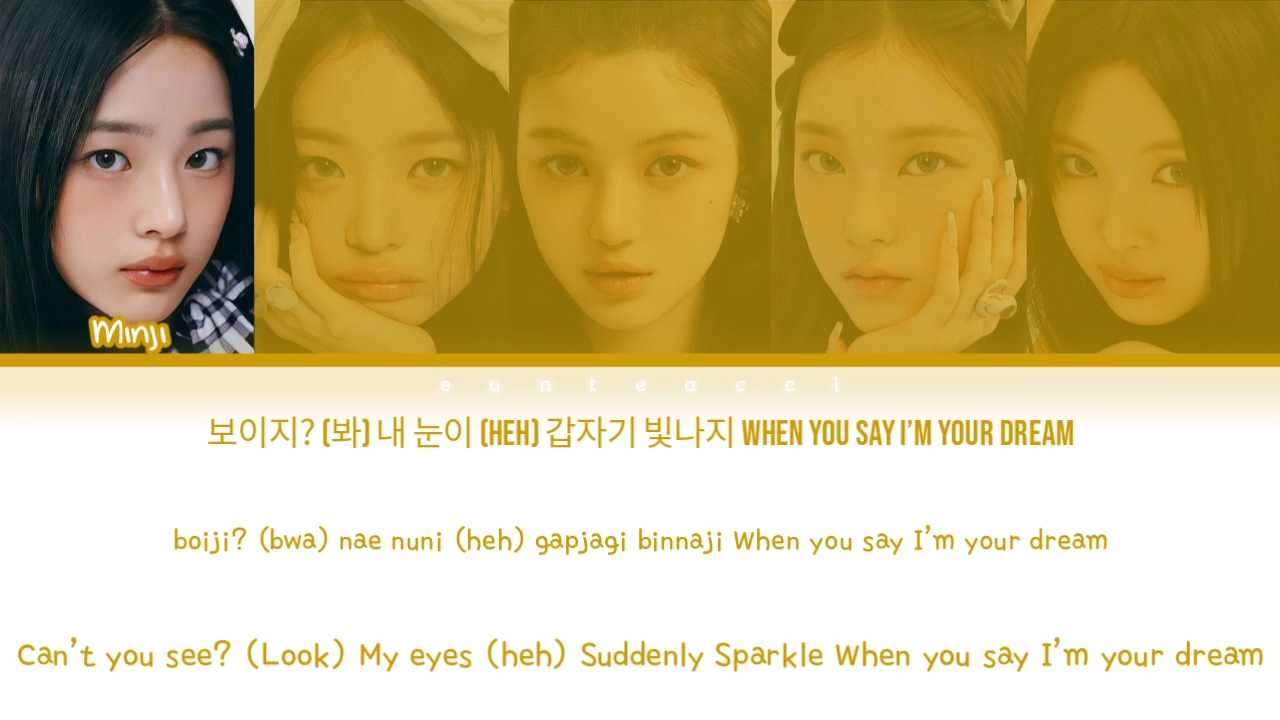 Minji
e u n t e a c c l
보이지? (봐) 내 눈이 (HEH) 갑자기 빛나지 WHEN YOU SAY I'M YOUR DREAM
boiji? (bwa) nae nuni (heh) gapjagi binnaji When you say I'm your dream
Can't you see? (Look) My eyes (heh) Suddenly Sparkle When you say I'm your dream